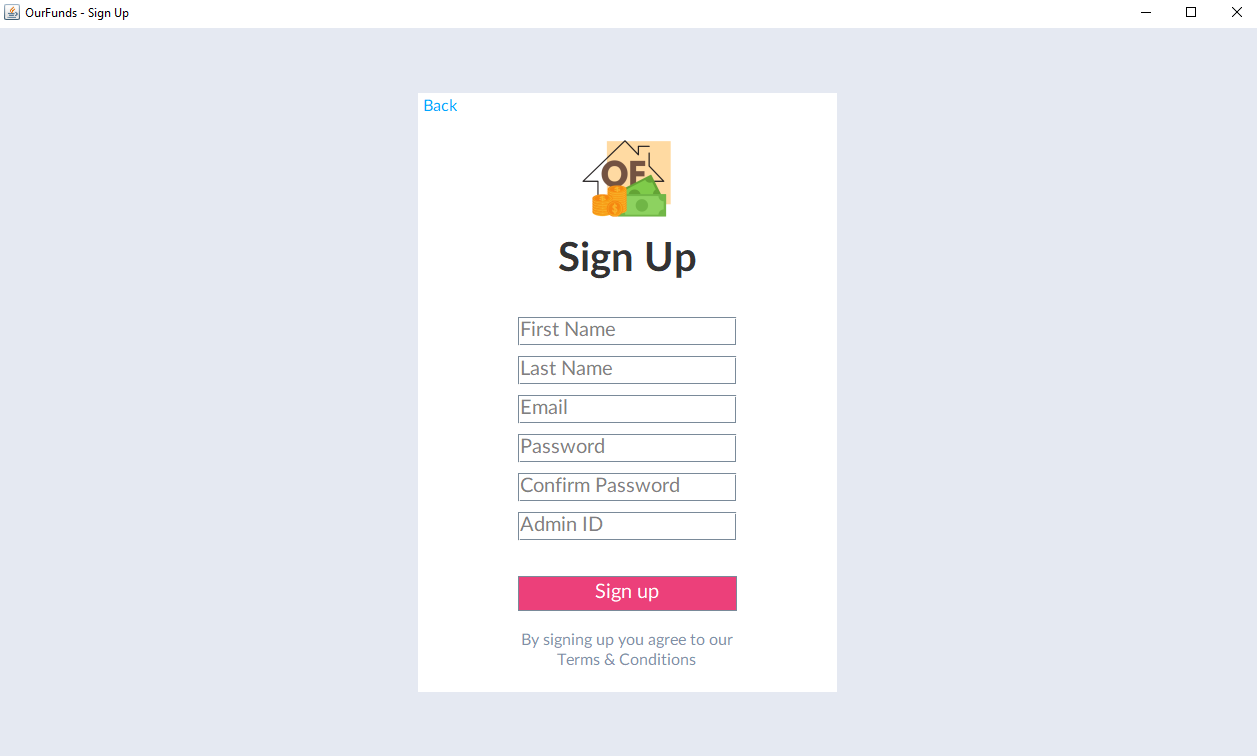 OurFunds - Sign Up
Back
OF
Sign Up
First Name
Last Name
Email
Password
Confirm Password
Admin ID
Sign up
By signing up you agree to our
Terms & Conditions